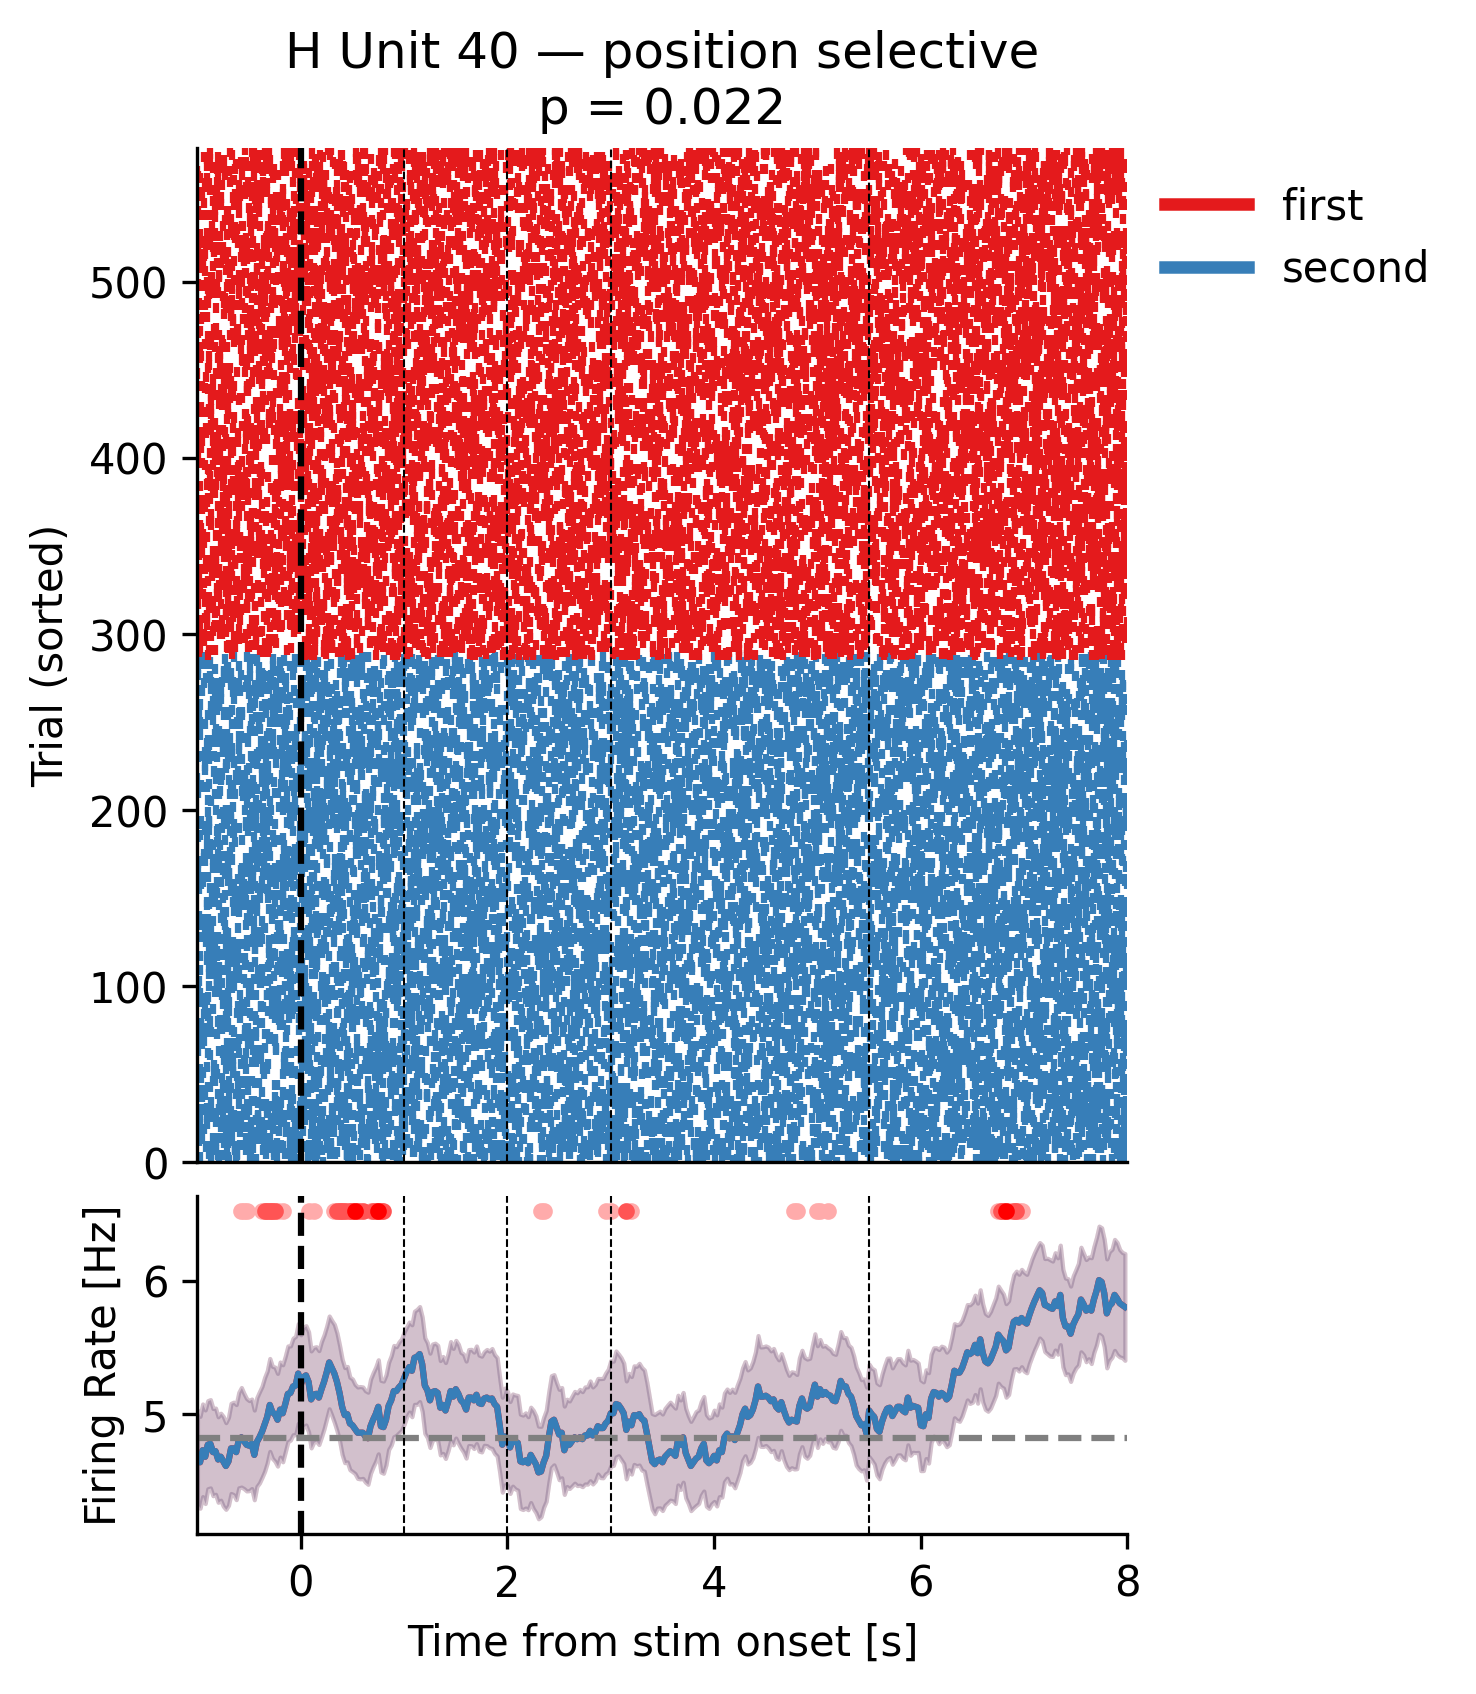 H Unit 40 — position selective
p = 0.022
first
second
500
400
300
200
100
0
Trial (sorted)
6
5
Firing Rate [Hz]
0 2 4 6 8
Time from stim onset [s]